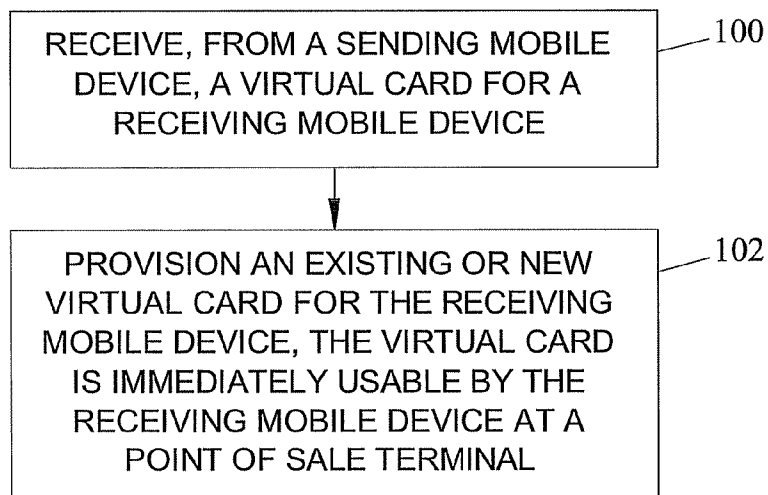 RECEIVE, FROM A SENDING MOBILE
DEVICE, A VIRTUAL CARD FOR A
RECEIVING MOBILE DEVICE
100
PROVISION AN EXISTING OR NEW
VIRTUAL CARD FOR THE RECEIVING
MOBILE DEVICE, THE VIRTUAL CARD
IS IMMEDIATELY USABLE BY THE
RECEIVING MOBILE DEVICE AT A
POINT OF SALE TERMINAL
102